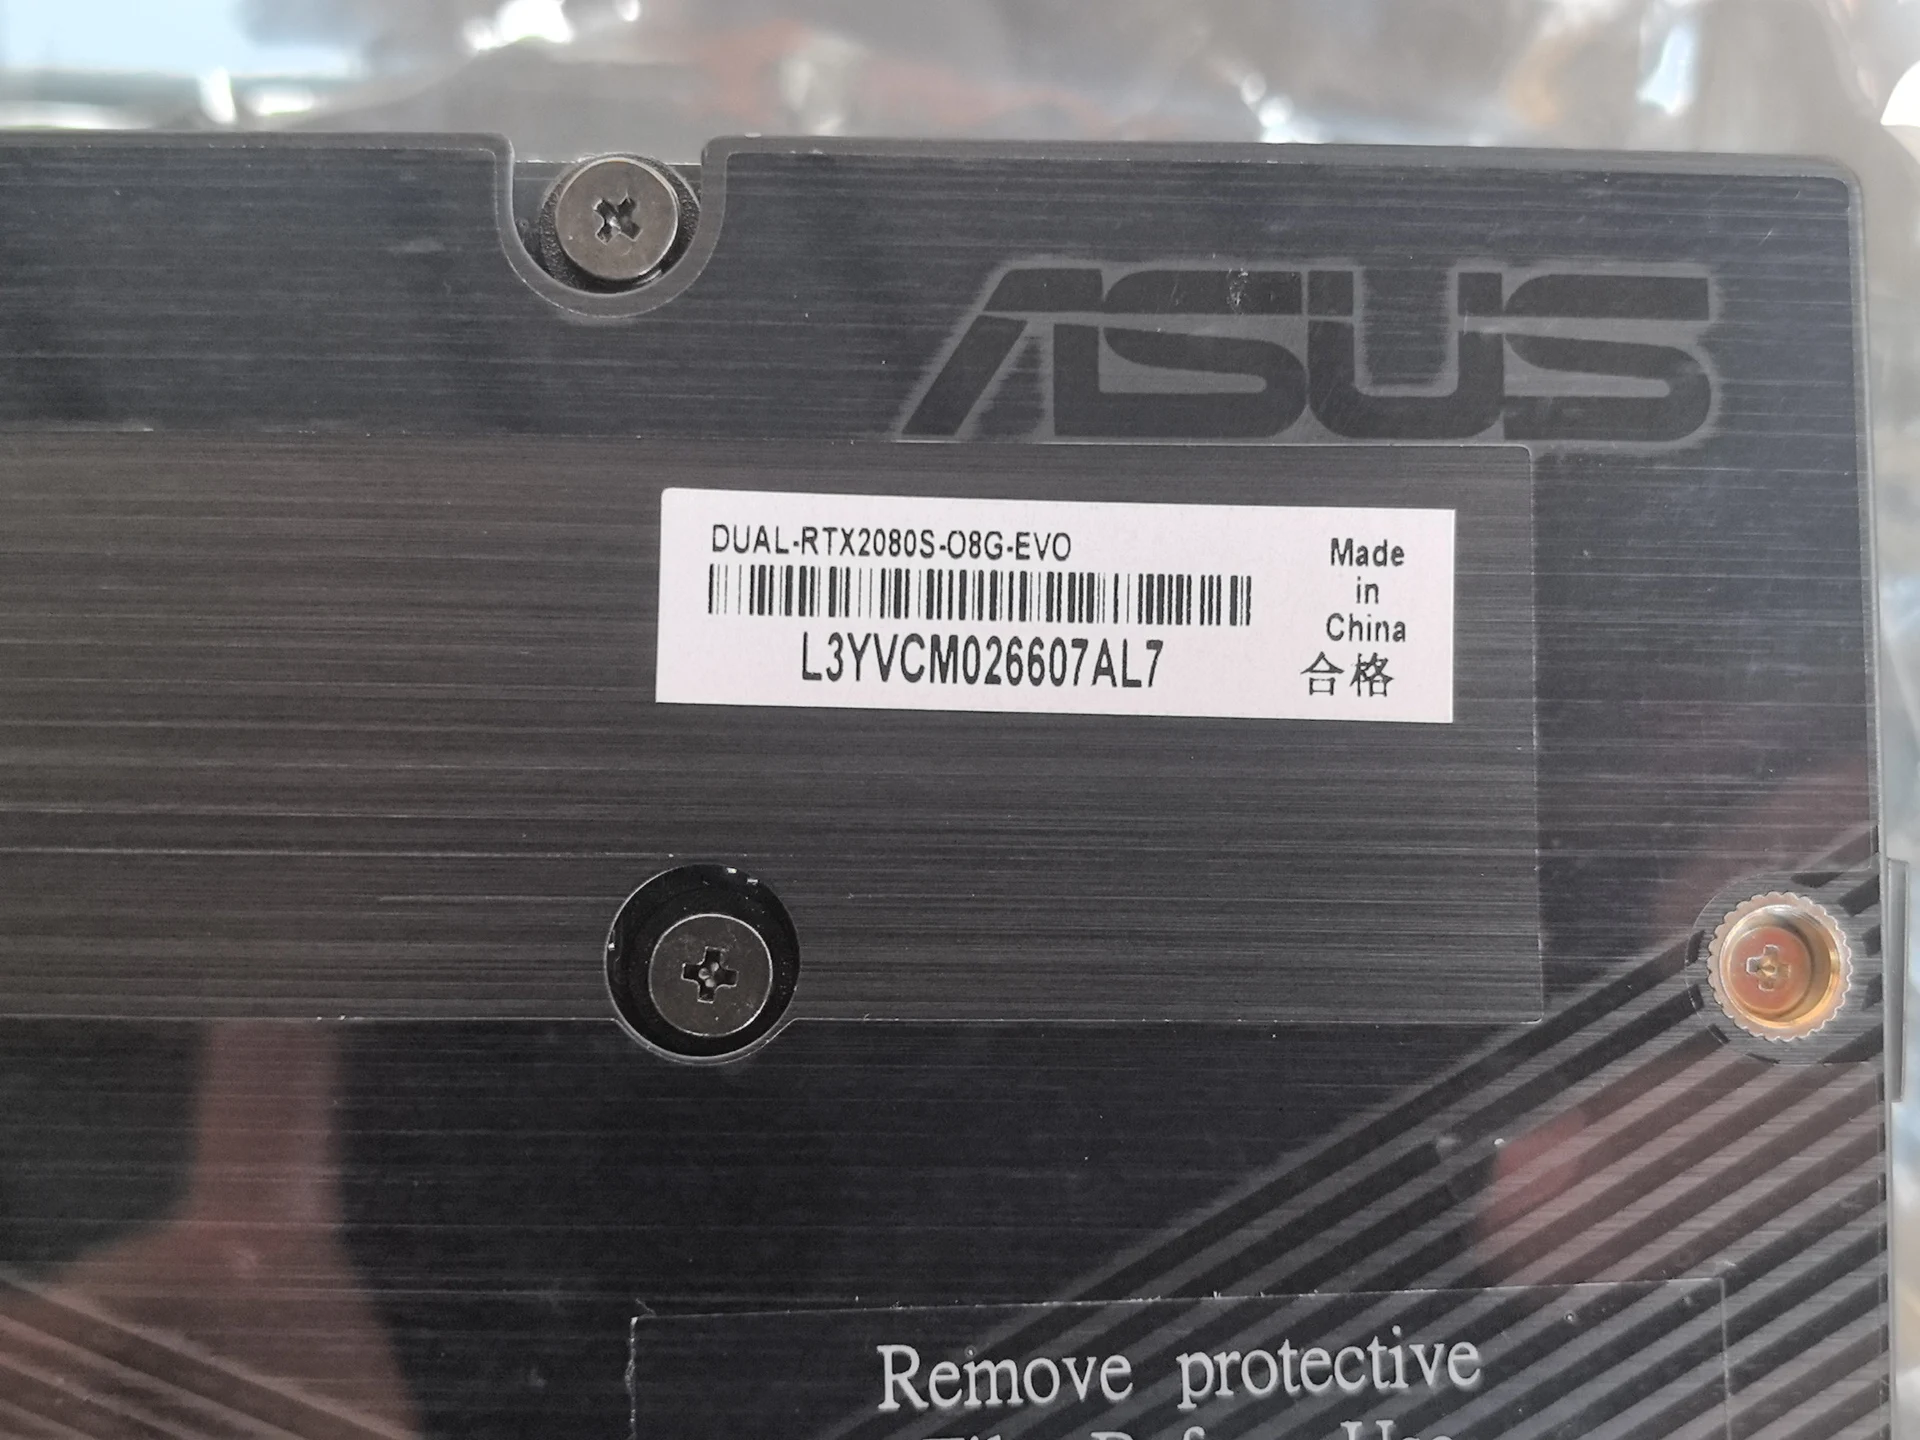 ASUS
DUAL-RTX2080S-O8G-EVO
L3YVCM026607AL7
Made
in
China
合格
Remove protective